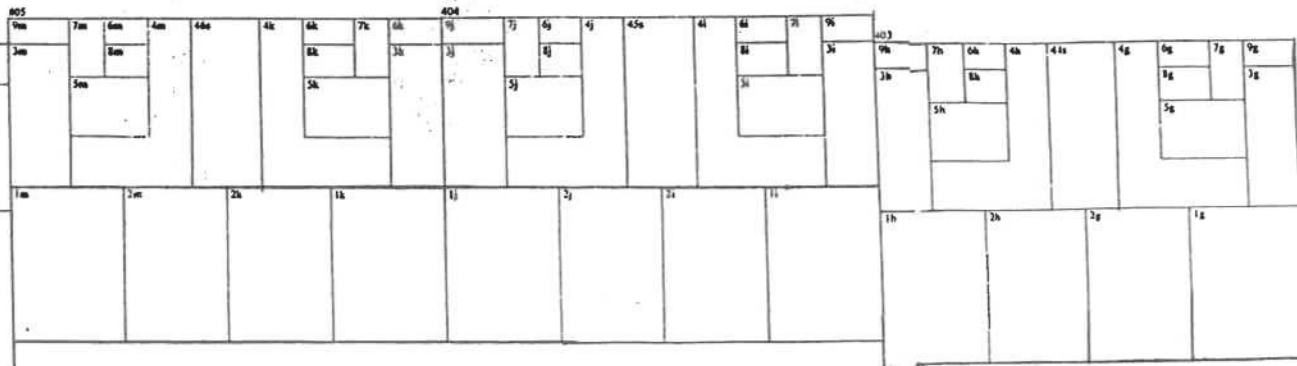 405 404
9m 7m 6m 4m 46s 4k 6k 7k 6k 9j 7j 6j 4j 45s 4i 6i 7i 9i
403
3m 8m 8k 3k 3j 8j 8i 3i 9h 7h 6h 4h 44s 4g 6g 7g 9g
3h 8h 8g 3g
5m 5k 5j 5i
5h 5g
1m 2m 2k 1k 1j 2j 2i 1i
1h 2h 2g 1g